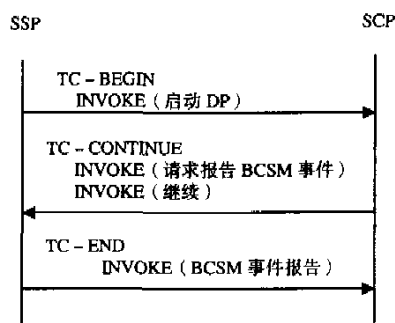 SSP SCP
TC – BEGIN
INVOKE ( 启动 DP )
TC – CONTINUE
INVOKE ( 请求报告 BCSM 事件 )
INVOKE ( 继续 )
TC – END
INVOKE ( BCSM 事件报告 )